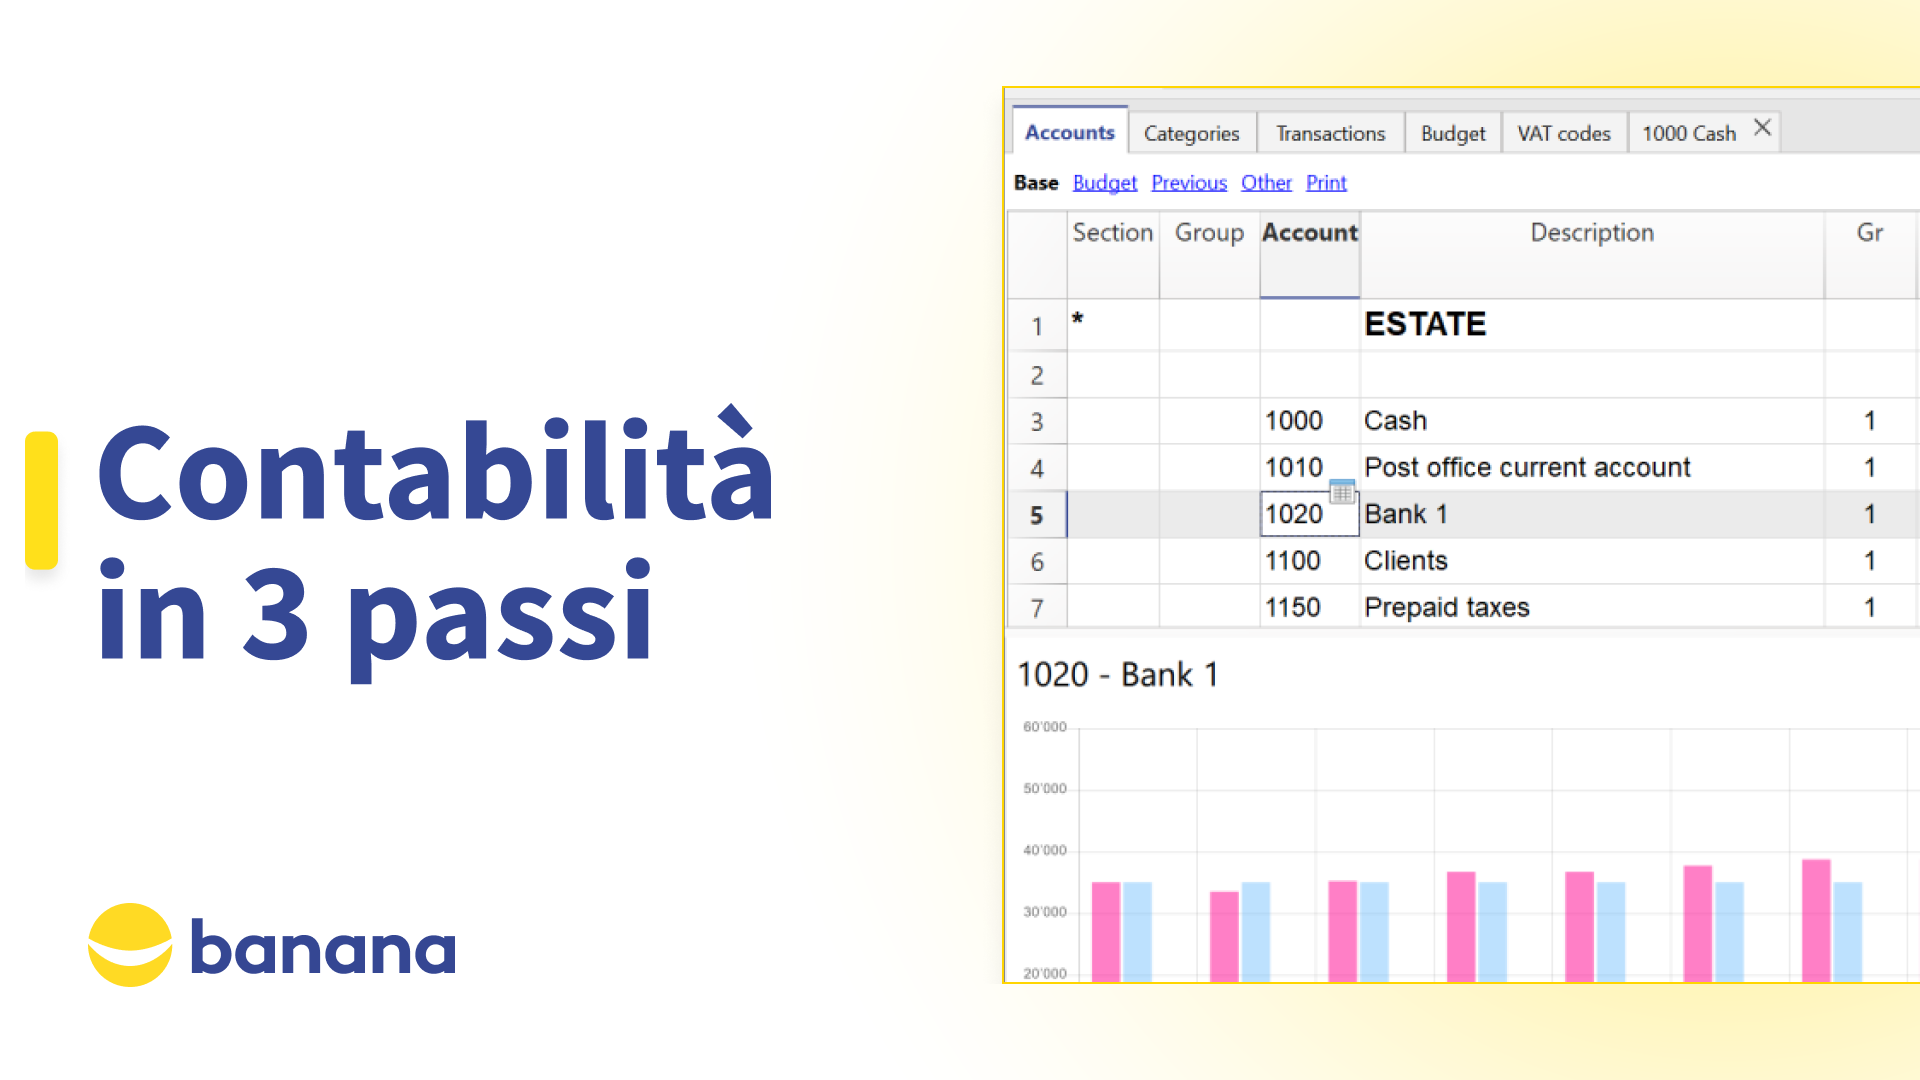 Contabilità
in 3 passi
banana
Accounts Categories Transactions Budget VAT codes 1000 Cash
Base Budget Previous Other Print
Section Group Account Description Gr
1 * ESTATE
2
3 1000 Cash 1
4 1010 Post office current account 1
5 1020 Bank 1 1
6 1100 Clients 1
7 1150 Prepaid taxes 1
1020 - Bank 1
60'000
50'000
40'000
30'000
20'000